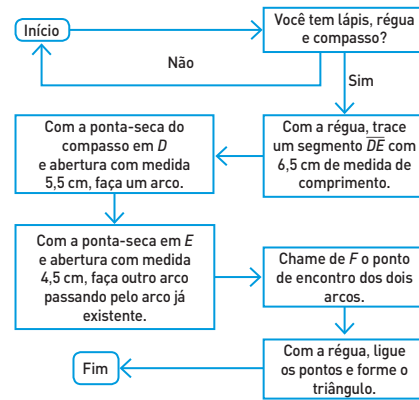 Início
Você tem lápis, régua
e compasso?
Não
Sim
Com a régua, trace
um segmento DE com
6,5 cm de medida de
comprimento.
Com a ponta-seca do
compasso em D
e abertura com medida
5,5 cm, faça um arco.
Com a ponta-seca em E
e abertura com medida
4,5 cm, faça outro arco
passando pelo arco já
existente.
Chame de F o ponto
de encontro dos dois
arcos.
Com a régua, ligue
os pontos e forme o
triângulo.
Fim